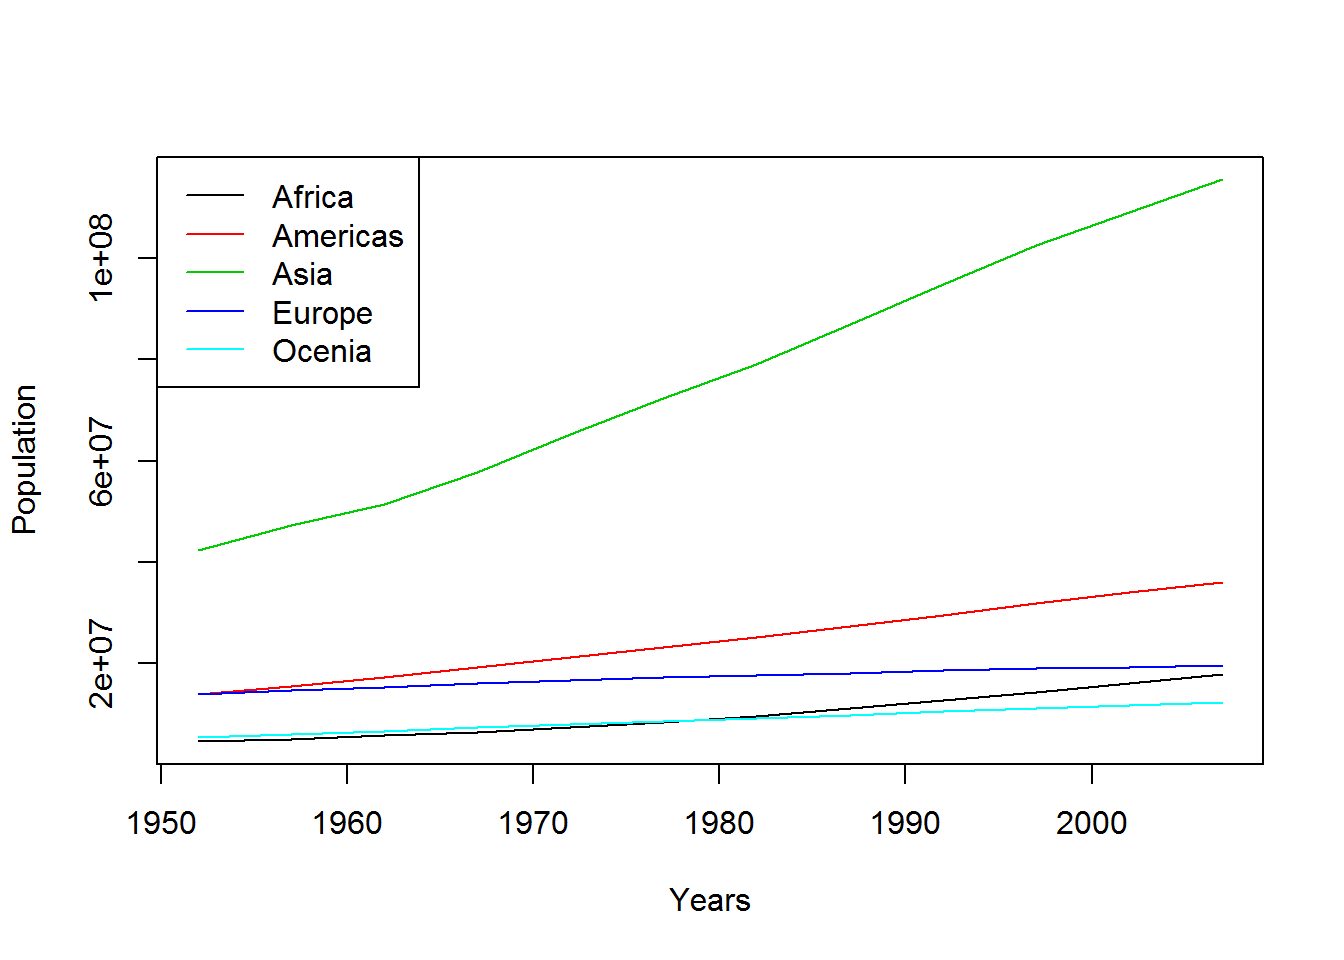 Africa
Americas
Asia
Europe
Ocenia
Population
1e+08
6e+07
2e+07
1950 1960 1970 1980 1990 2000
Years